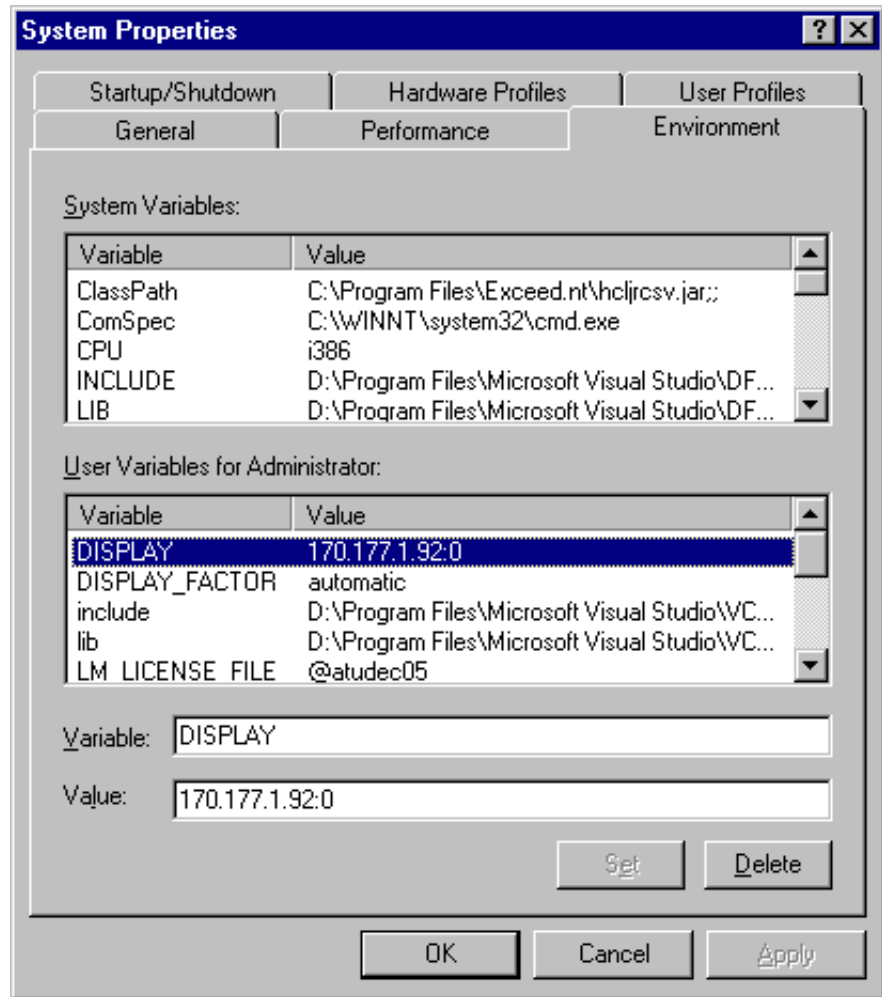 System Properties
Startup/Shutdown Hardware Profiles User Profiles
General Performance Environment
System Variables:
Variable Value
ClassPath C:\Program Files\Exceed.nt\hcljrcsv.jar;;
ComSpec C:\WINNT\system32\cmd.exe
CPU i386
INCLUDE D:\Program Files\Microsoft Visual Studio\DF...
LIB D:\Program Files\Microsoft Visual Studio\DF...
User Variables for Administrator:
Variable Value
DISPLAY 170.177.1.92:0
DISPLAY_FACTOR automatic
include D:\Program Files\Microsoft Visual Studio\VC...
lib D:\Program Files\Microsoft Visual Studio\VC...
LM_LICENSE_FILE @atudec05
Variable: DISPLAY
Value: 170.177.1.92:0
Set Delete
OK Cancel Apply